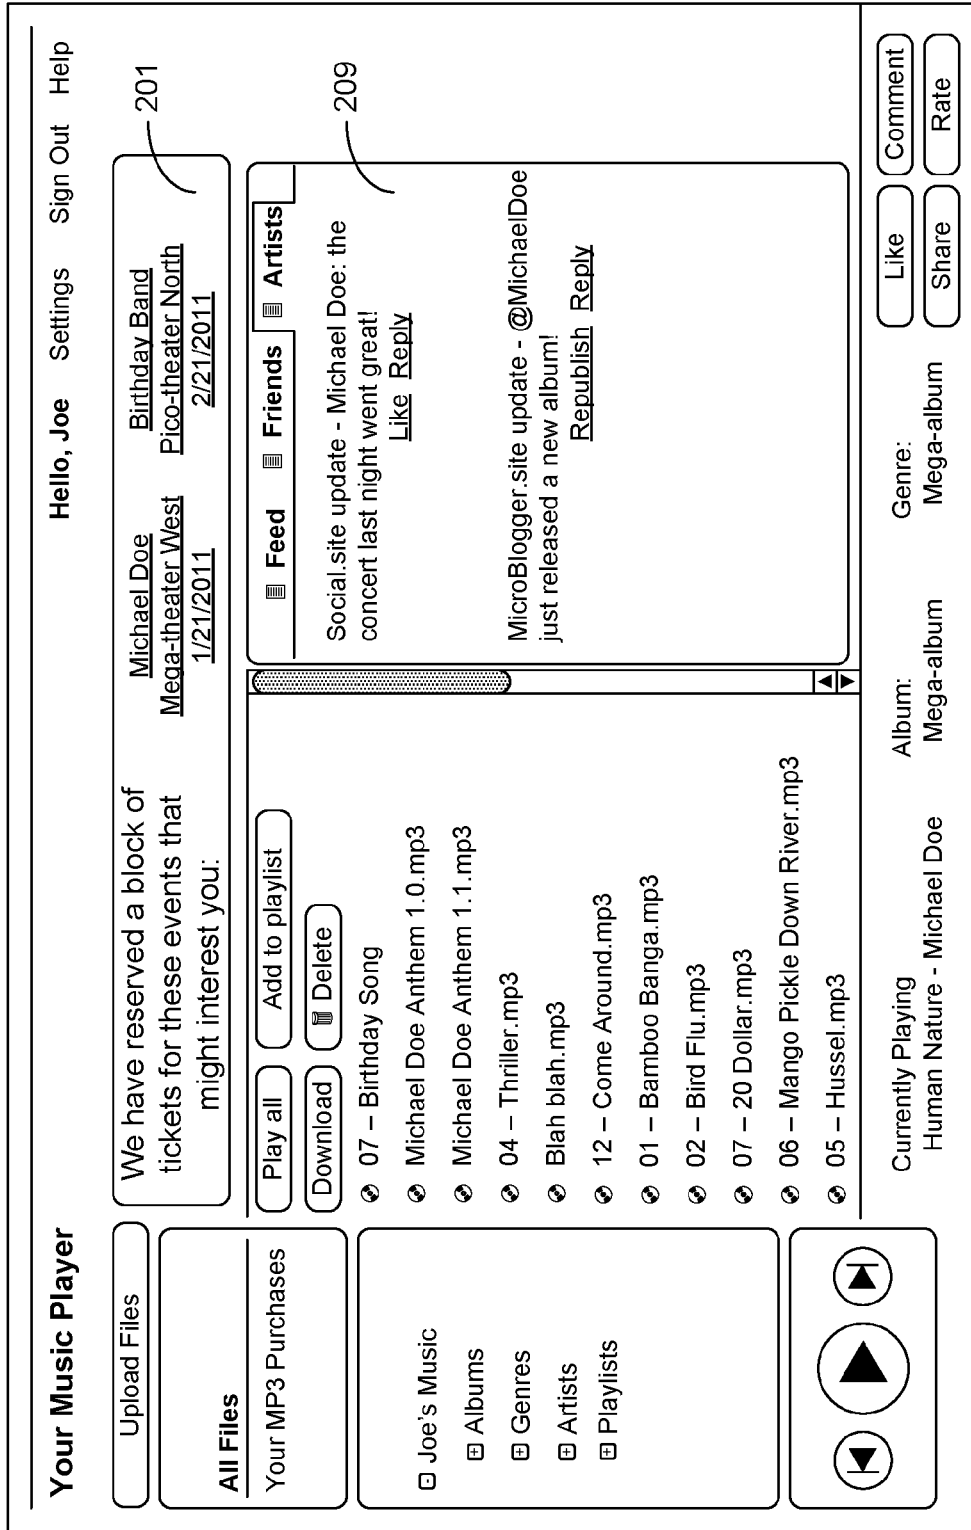 Your Music Player
Hello, Joe Settings Sign Out Help
Upload Files
All Files
Your MP3 Purchases
Joe's Music
Albums
Genres
Artists
Playlists
We have reserved a block of
tickets for these events that
might interest you:
Michael Doe
Mega-theater West
1/21/2011
Birthday Band
Pico-theater North
2/21/2011
201
Play all Add to playlist
Download Delete
07 – Birthday Song
Michael Doe Anthem 1.0.mp3
Michael Doe Anthem 1.1.mp3
04 – Thriller.mp3
Blah blah.mp3
12 – Come Around.mp3
01 – Bamboo Banga.mp3
02 – Bird Flu.mp3
07 – 20 Dollar.mp3
06 – Mango Pickle Down River.mp3
05 – Hussel.mp3
Feed Friends Artists
209
Social.site update - Michael Doe: the
concert last night went great!
Like Reply
MicroBlogger.site update - @MichaelDoe
just released a new album!
Republish Reply
Currently Playing
Human Nature - Michael Doe
Album:
Mega-album
Genre:
Mega-album
Like Comment
Share Rate